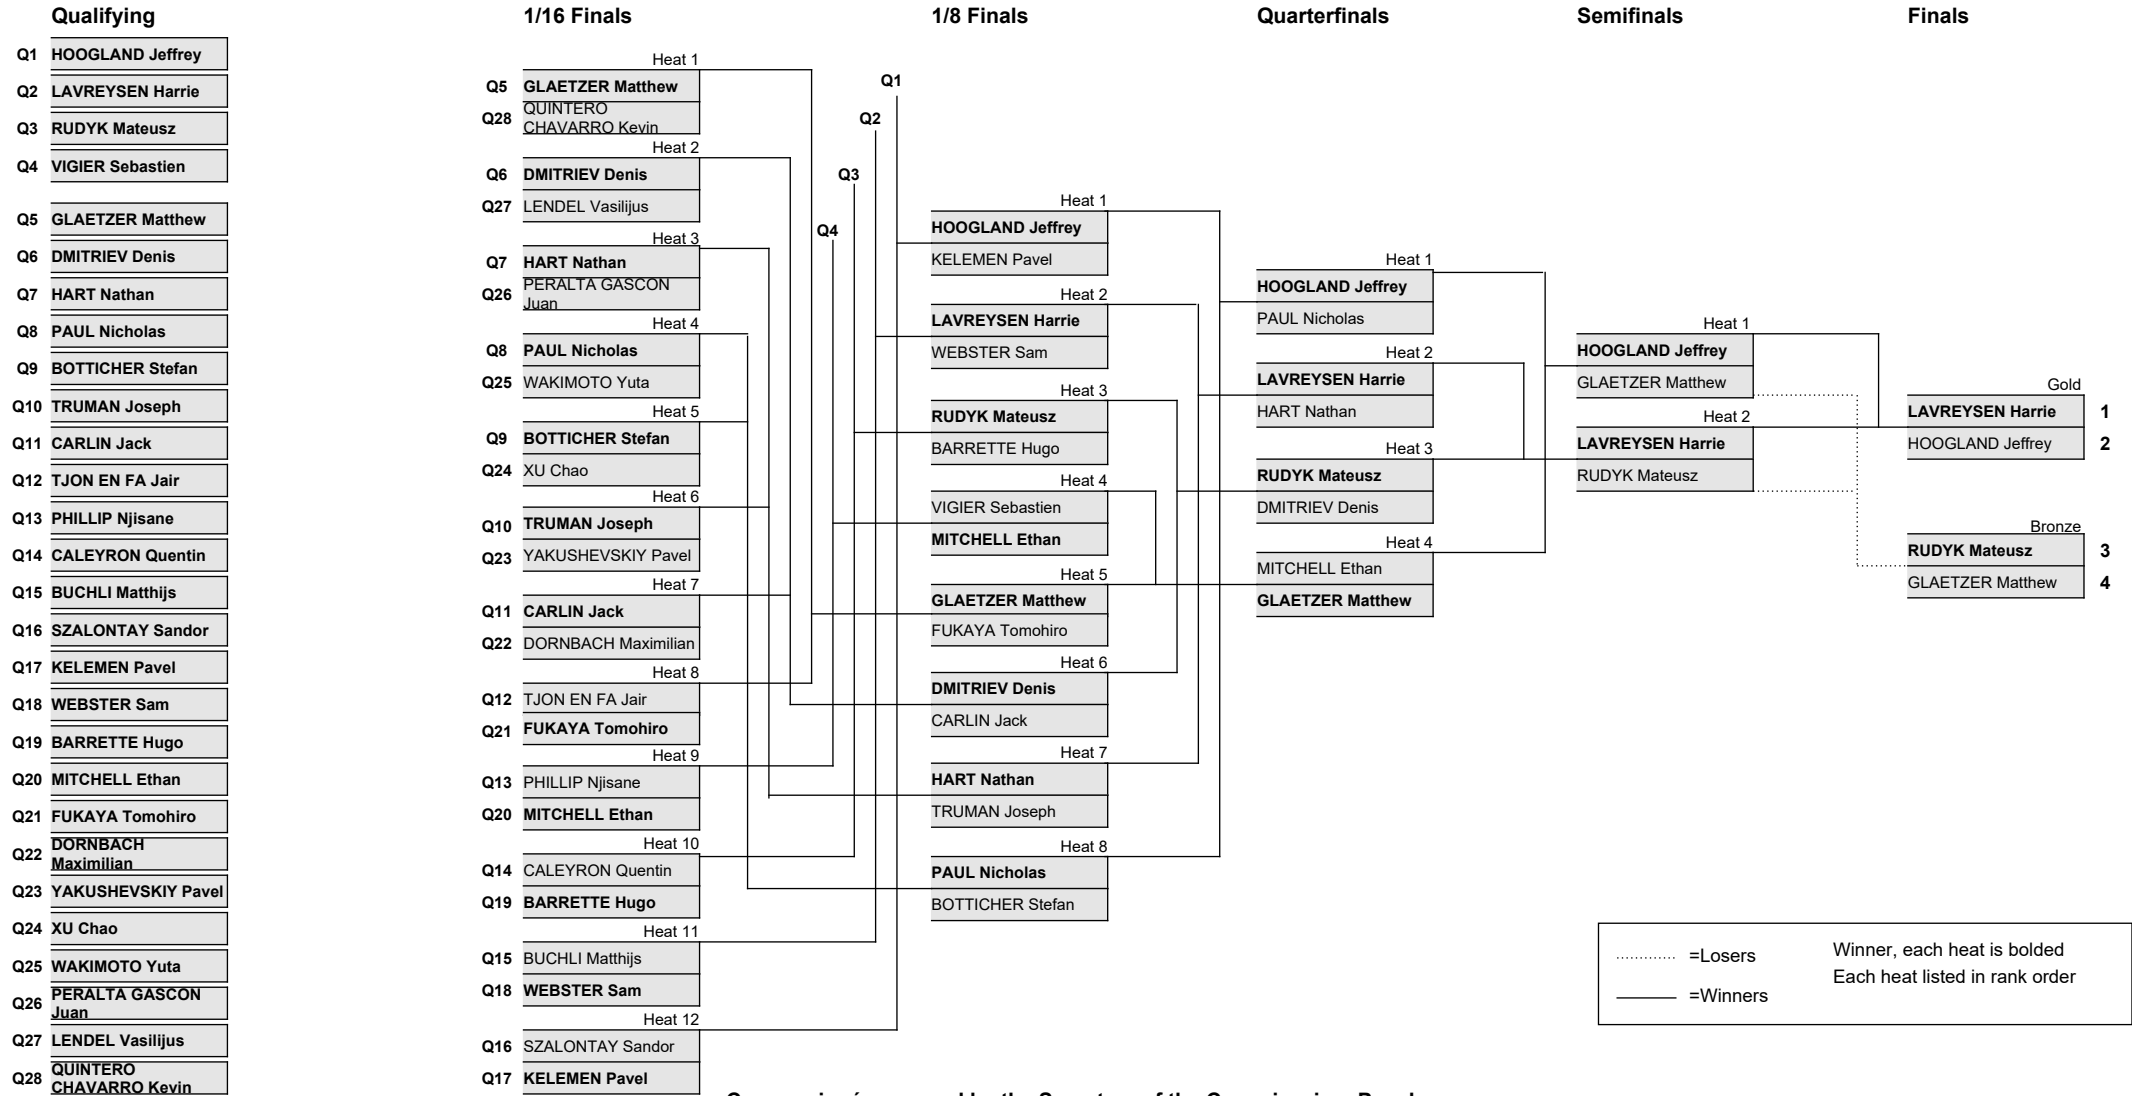 Qualifying
1/16 Finals
1/8 Finals
Quarterfinals
Semifinals
Finals
Q1 HOOGLAND Jeffrey
Q2 LAVREYSEN Harrie
Q3 RUDYK Mateusz
Q4 VIGIER Sebastien
Q5 GLAETZER Matthew
Q6 DMITRIEV Denis
Q7 HART Nathan
Q8 PAUL Nicholas
Q9 BOTTICHER Stefan
Q10 TRUMAN Joseph
Q11 CARLIN Jack
Q12 TJON EN FA Jair
Q13 PHILLIP Njisane
Q14 CALEYRON Quentin
Q15 BUCHLI Matthijs
Q16 SZALONTAY Sandor
Q17 KELEMEN Pavel
Q18 WEBSTER Sam
Q19 BARRETTE Hugo
Q20 MITCHELL Ethan
Q21 FUKAYA Tomohiro
Q22 DORNBACH
Maximilian
Q23 YAKUSHEVSKIY Pavel
Q24 XU Chao
Q25 WAKIMOTO Yuta
Q26 PERALTA GASCON
Juan
Q27 LENDEL Vasilijus
Q28 QUINTERO
CHAVARRO Kevin
Heat 1
Q5 GLAETZER Matthew
Q28 QUINTERO
CHAVARRO Kevin
Heat 2
Q6 DMITRIEV Denis
Q27 LENDEL Vasilijus
Heat 3
Q7 HART Nathan
Q26 PERALTA GASCON
Juan
Heat 4
Q8 PAUL Nicholas
Q25 WAKIMOTO Yuta
Heat 5
Q9 BOTTICHER Stefan
Q24 XU Chao
Heat 6
Q10 TRUMAN Joseph
Q23 YAKUSHEVSKIY Pavel
Heat 7
Q11 CARLIN Jack
Q22 DORNBACH Maximilian
Heat 8
Q12 TJON EN FA Jair
Q21 FUKAYA Tomohiro
Heat 9
Q13 PHILLIP Njisane
Q20 MITCHELL Ethan
Heat 10
Q14 CALEYRON Quentin
Q19 BARRETTE Hugo
Heat 11
Q15 BUCHLI Matthijs
Q18 WEBSTER Sam
Heat 12
Q16 SZALONTAY Sandor
Q17 KELEMEN Pavel
Q1
Q2
Q3
Q4
Heat 1
HOOGLAND Jeffrey
KELEMEN Pavel
Heat 2
LAVREYSEN Harrie
WEBSTER Sam
Heat 3
RUDYK Mateusz
BARRETTE Hugo
Heat 4
VIGIER Sebastien
MITCHELL Ethan
Heat 5
GLAETZER Matthew
FUKAYA Tomohiro
Heat 6
DMITRIEV Denis
CARLIN Jack
Heat 7
HART Nathan
TRUMAN Joseph
Heat 8
PAUL Nicholas
BOTTICHER Stefan
Heat 1
HOOGLAND Jeffrey
PAUL Nicholas
Heat 2
LAVREYSEN Harrie
HART Nathan
Heat 3
RUDYK Mateusz
DMITRIEV Denis
Heat 4
MITCHELL Ethan
GLAETZER Matthew
Heat 1
HOOGLAND Jeffrey
GLAETZER Matthew
Heat 2
LAVREYSEN Harrie
RUDYK Mateusz
Gold
LAVREYSEN Harrie 1
HOOGLAND Jeffrey 2
Bronze
RUDYK Mateusz 3
GLAETZER Matthew 4
=Losers
=Winners
Winner, each heat is bolded
Each heat listed in rank order